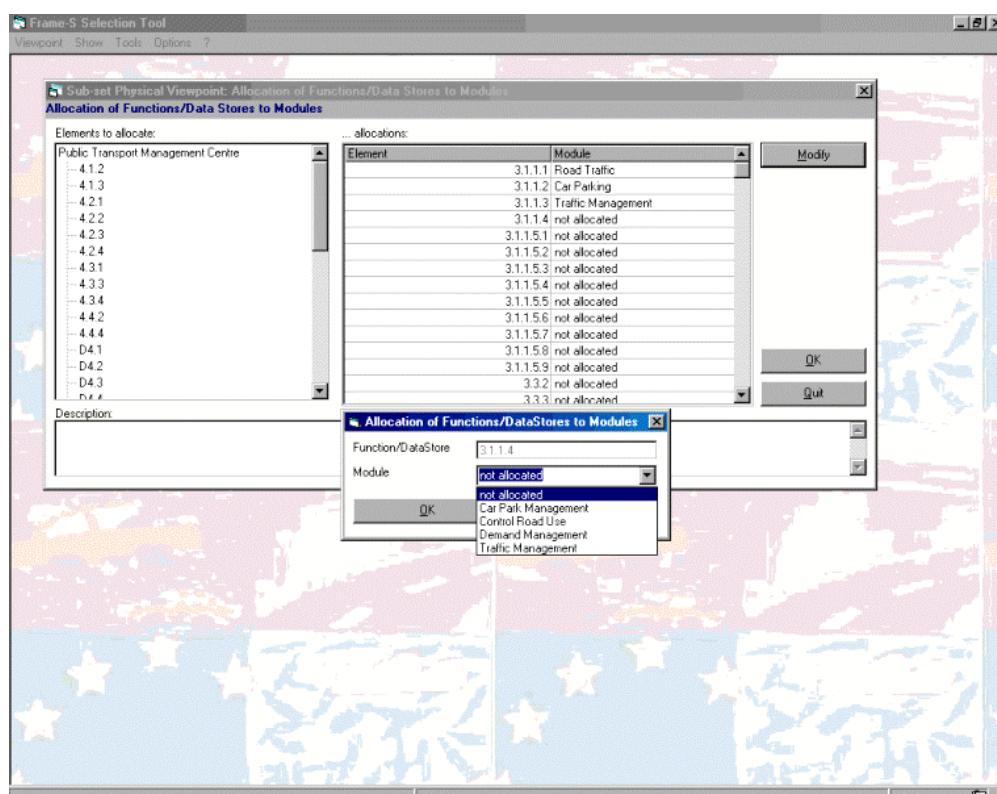 Frame-S Selection Tool
Viewpoint Show Tools Options ?
Sub-set Physical Viewpoint: Allocation of Functions/Data Stores to Modules
Allocation of Functions/Data Stores to Modules
Elements to allocate:
Public Transport Management Centre
4.1.2
4.1.3
4.2.1
4.2.2
4.2.3
4.2.4
4.3.1
4.3.3
4.3.4
4.4.2
4.4.4
D4.1
D4.2
D4.3
D4.4
... allocations:
Element Module
3.1.1.1 Road Traffic
3.1.1.2 Car Parking
3.1.1.3 Traffic Management
3.1.1.4 not allocated
3.1.1.5.1 not allocated
3.1.1.5.2 not allocated
3.1.1.5.3 not allocated
3.1.1.5.4 not allocated
3.1.1.5.5 not allocated
3.1.1.5.6 not allocated
3.1.1.5.7 not allocated
3.1.1.5.8 not allocated
3.1.1.5.9 not allocated
3.3.2 not allocated
3.3.3 not allocated
Modify
OK
Quit
Description:
Allocation of Functions/DataStores to Modules
Function/DataStore 3.1.1.4
Module not allocated
OK
not allocated
Car Park Management
Control Road Use
Demand Management
Traffic Management